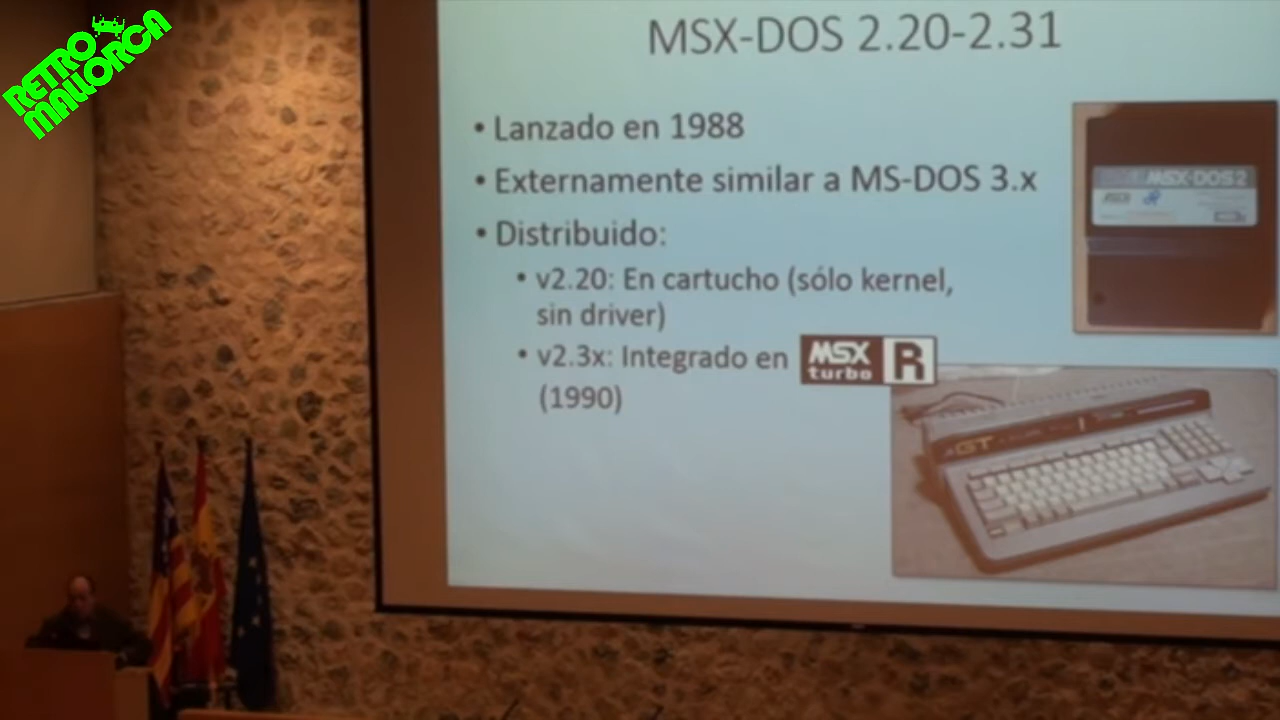 RETRO
MALLORCA
MSX-DOS 2.20-2.31
• Lanzado en 1988
• Externamente similar a MS-DOS 3.x
• Distribuido:
• v2.20: En cartucho (sólo kernel,
sin driver)
• v2.3x: Integrado en MSX turbo R
(1990)
MSX-DOS2
GT